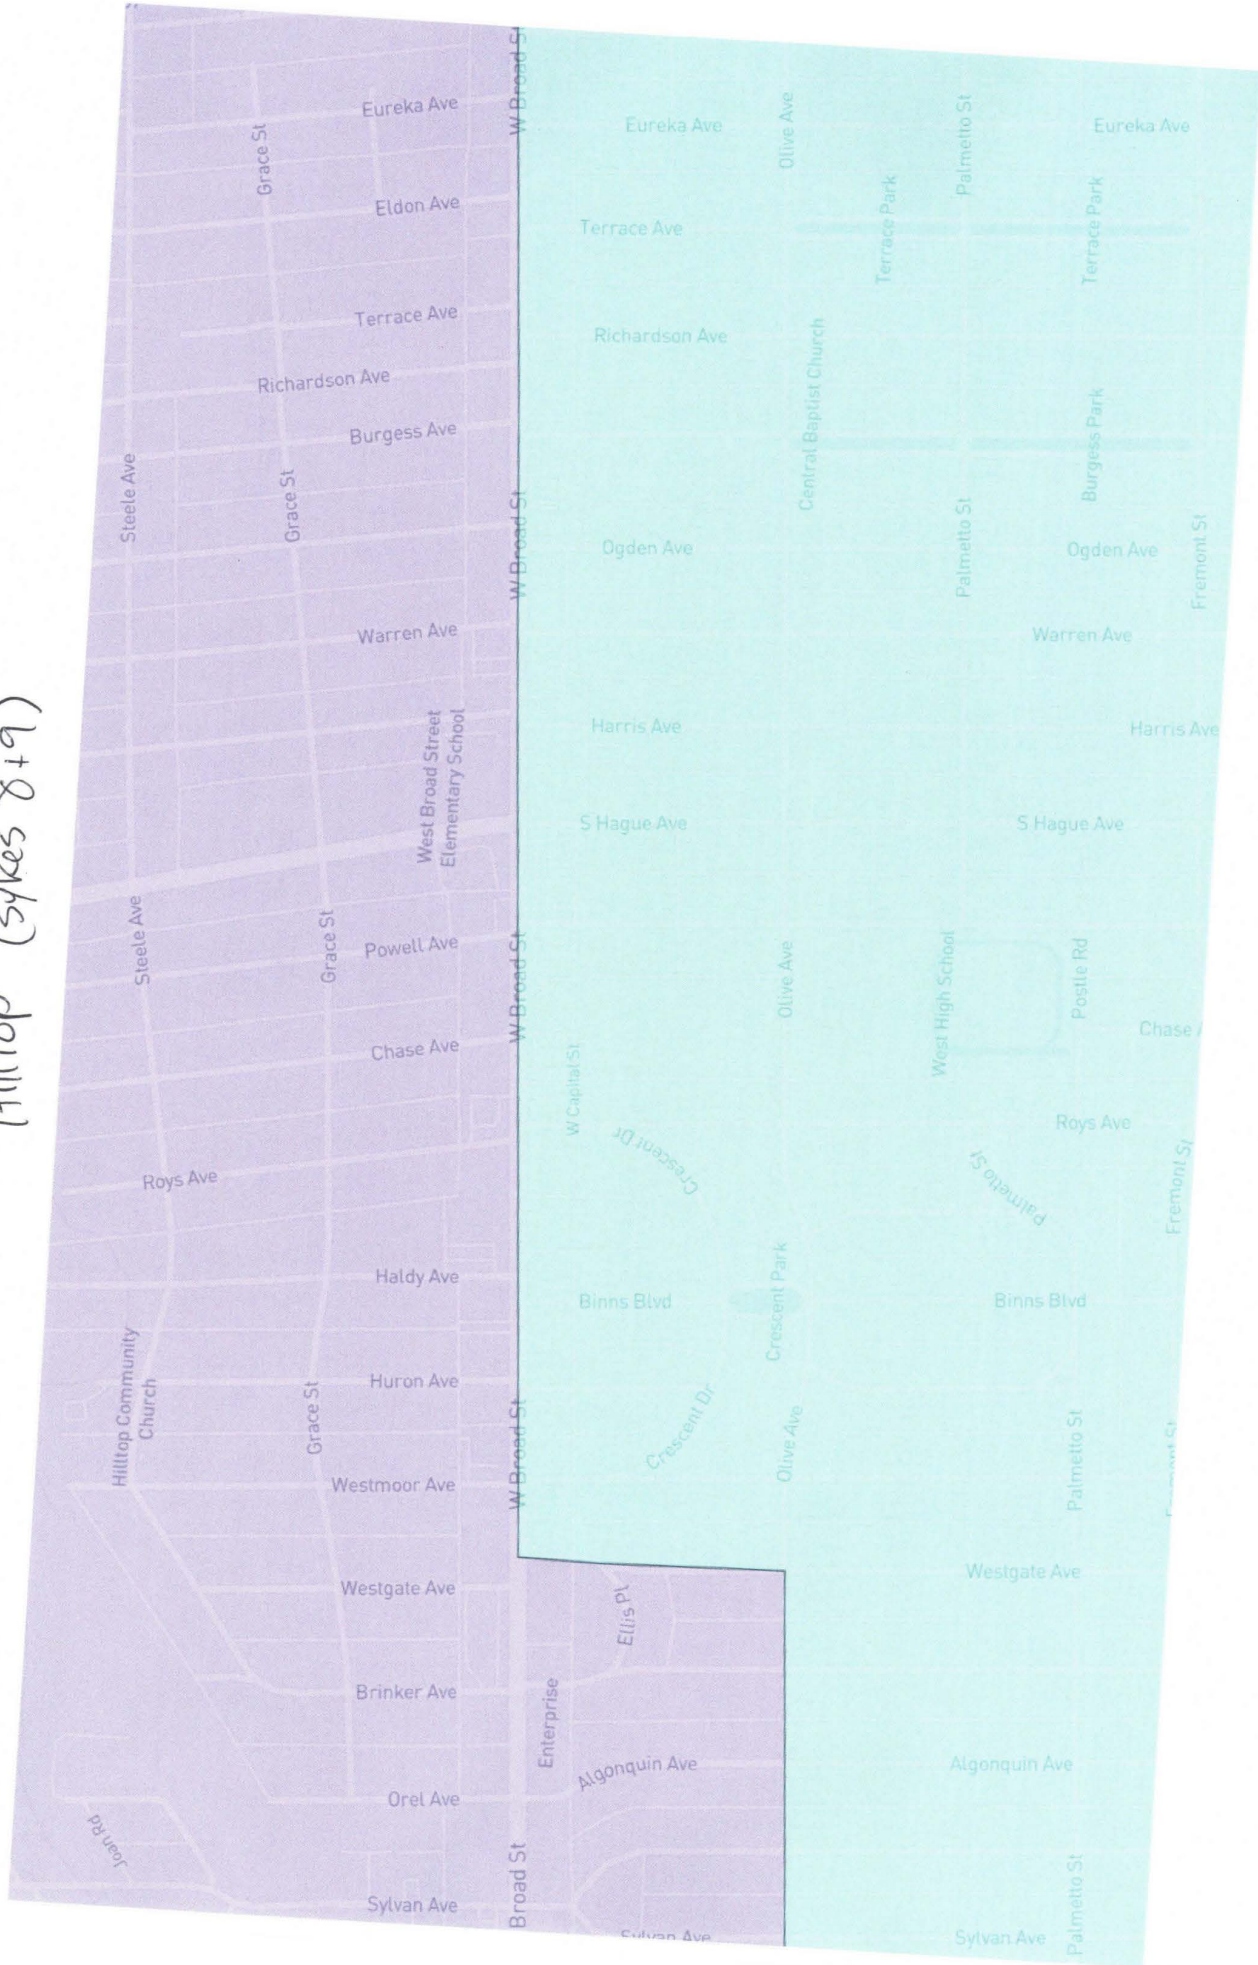 Hilltop (Sykes 8+9)
W Broad St
Eureka Ave
Eureka Ave
Olive Ave
Palmetto St
Eureka Ave
Grace St
Eldon Ave
Terrace Ave
Terrace Park
Terrace Park
Terrace Ave
Richardson Ave
Richardson Ave
Central Baptist Church
Burgess Ave
Burgess Park
Steele Ave
Grace St
W Broad St
Ogden Ave
Palmetto St
Ogden Ave
Fremont St
Warren Ave
Warren Ave
West Broad Street
Elementary School
Harris Ave
Harris Ave
S Hague Ave
S Hague Ave
Steele Ave
Grace St
Powell Ave
W Broad St
Olive Ave
West High School
Postle Rd
Chase Ave
Chase A
W Capital St
Crescent Dr
Roys Ave
Palmetto St
Fremont St
Roys Ave
Haldy Ave
Binns Blvd
Crescent Park
Binns Blvd
Hilltop Community
Church
Grace St
Huron Ave
W Broad St
Crescent Dr
Olive Ave
Palmetto St
Fremont St
Westmoor Ave
Westgate Ave
Westgate Ave
Ellis Pl
Brinker Ave
Enterprise
Algonquin Ave
Algonquin Ave
Orel Ave
Joan Rd
Broad St
Palmetto St
Sylvan Ave
Sylvan Ave
Sylvan Ave